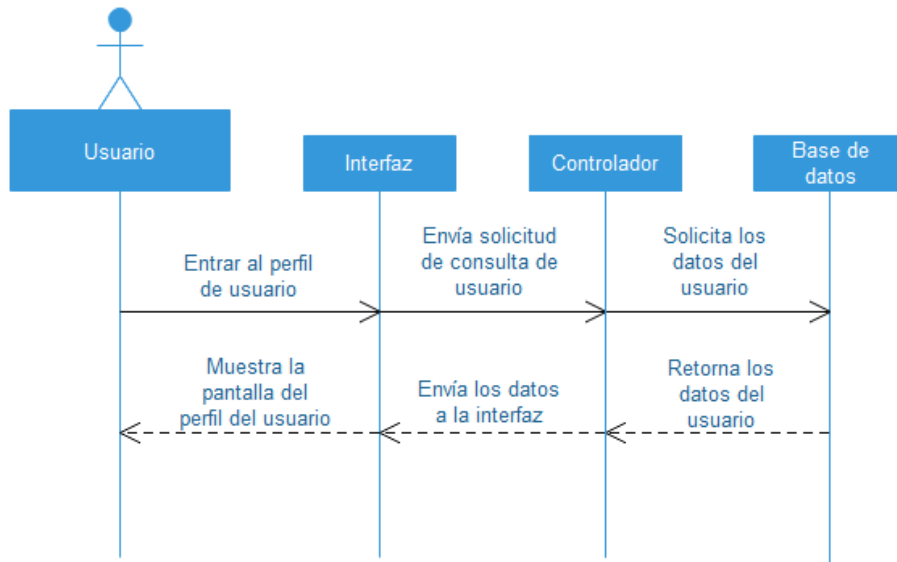 Usuario
Interfaz
Controlador
Base de
datos
Entrar al perfil
de usuario
Envía solicitud
de consulta de
usuario
Solicita los
datos del
usuario
Muestra la
pantalla del
perfil del usuario
Envía los datos
a la interfaz
Retorna los
datos del
usuario